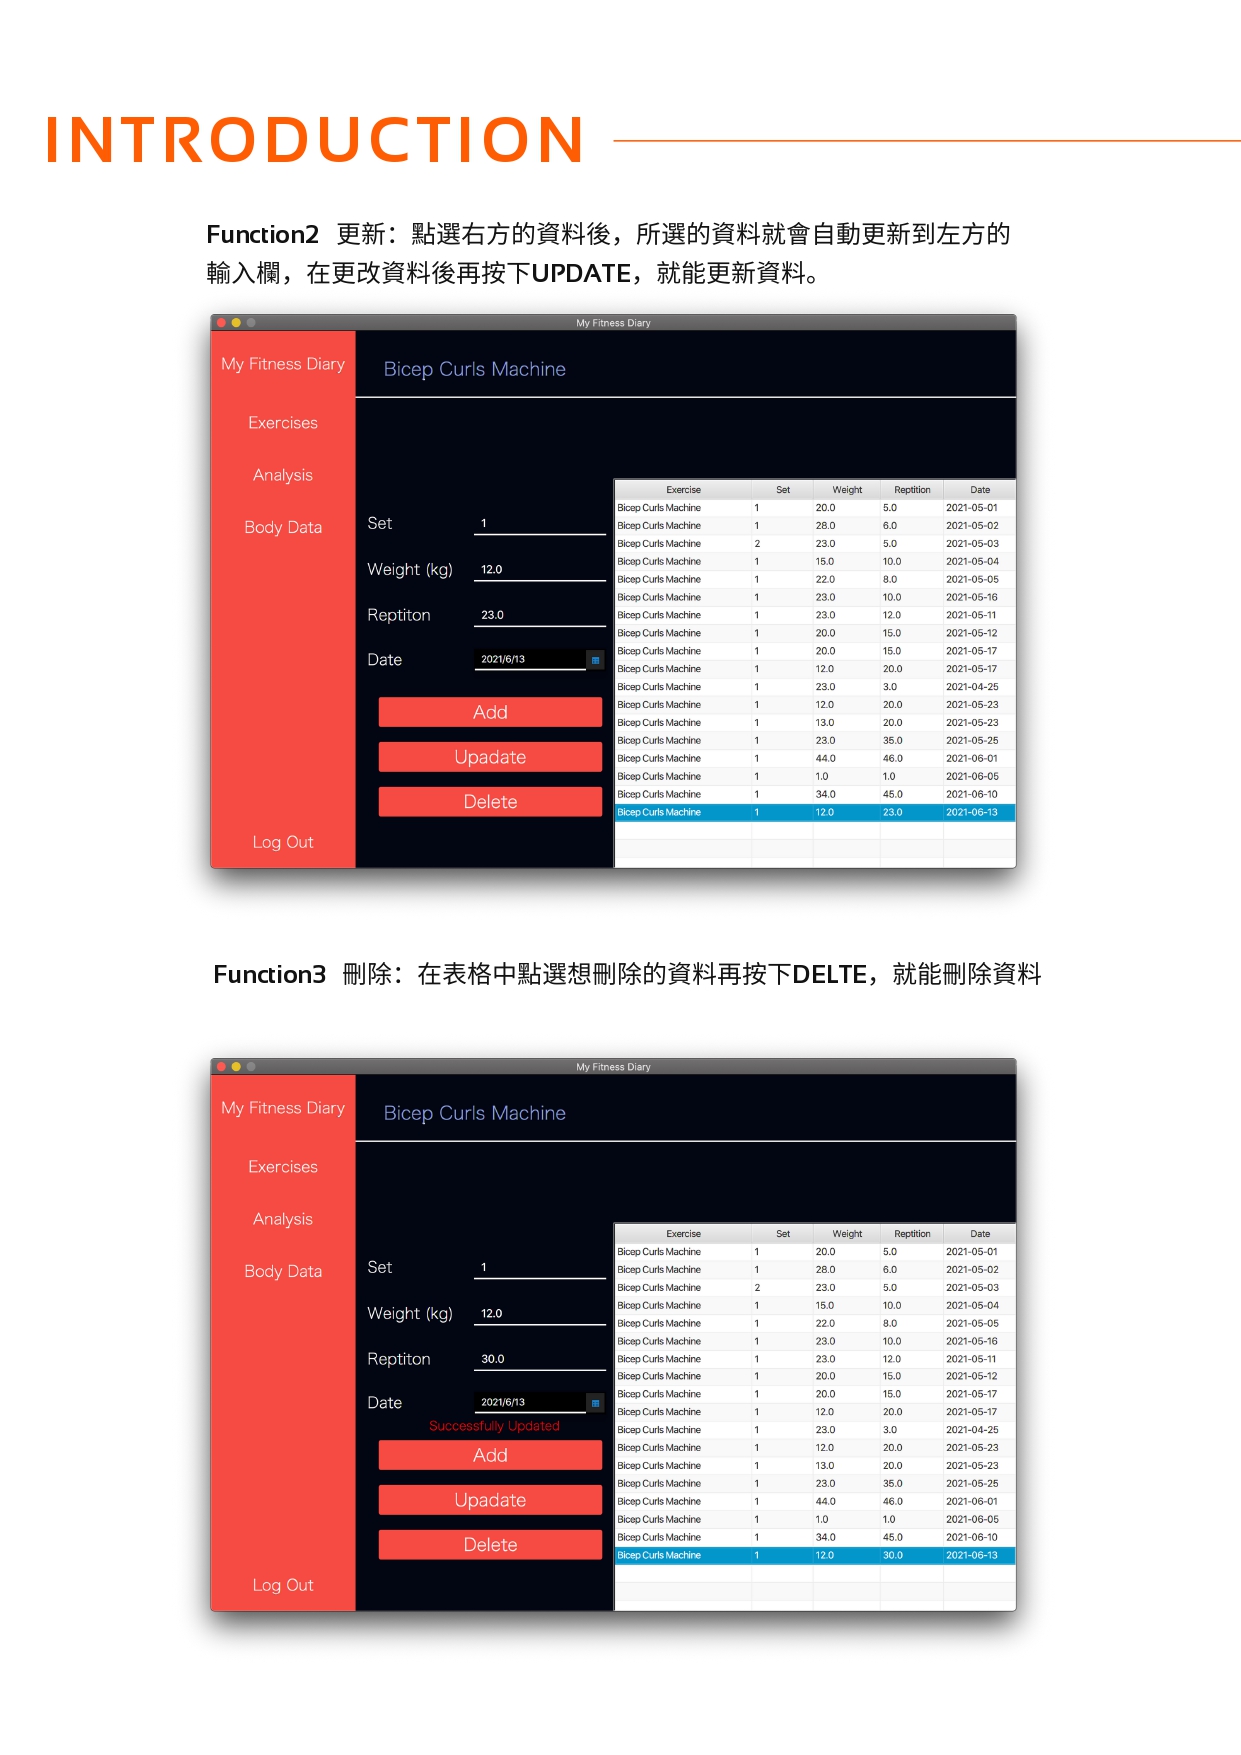 INTRODUCTION
Function2 更新：點選右方的資料後，所選的資料就會自動更新到左方的
輸入欄，在更改資料後再按下UPDATE，就能更新資料。
My Fitness Diary
My Fitness Diary
Bicep Curls Machine
Exercises
Analysis
Body Data
Log Out
Set 1
Weight (kg) 12.0
Reptiton 23.0
Date 2021/6/13
Add
Upadate
Delete
Exercise Set Weight Reptition Date
Bicep Curls Machine 1 20.0 5.0 2021-05-01
Bicep Curls Machine 1 28.0 6.0 2021-05-02
Bicep Curls Machine 2 23.0 5.0 2021-05-03
Bicep Curls Machine 1 15.0 10.0 2021-05-04
Bicep Curls Machine 1 22.0 8.0 2021-05-05
Bicep Curls Machine 1 23.0 10.0 2021-05-16
Bicep Curls Machine 1 23.0 12.0 2021-05-11
Bicep Curls Machine 1 20.0 15.0 2021-05-12
Bicep Curls Machine 1 20.0 15.0 2021-05-17
Bicep Curls Machine 1 12.0 20.0 2021-05-17
Bicep Curls Machine 1 23.0 3.0 2021-04-25
Bicep Curls Machine 1 12.0 20.0 2021-05-23
Bicep Curls Machine 1 13.0 20.0 2021-05-23
Bicep Curls Machine 1 23.0 35.0 2021-05-25
Bicep Curls Machine 1 44.0 46.0 2021-06-01
Bicep Curls Machine 1 1.0 1.0 2021-06-05
Bicep Curls Machine 1 34.0 45.0 2021-06-10
Bicep Curls Machine 1 12.0 23.0 2021-06-13
Function3 刪除：在表格中點選想刪除的資料再按下DELTE，就能刪除資料
My Fitness Diary
My Fitness Diary
Bicep Curls Machine
Exercises
Analysis
Body Data
Log Out
Set 1
Weight (kg) 12.0
Reptiton 30.0
Date 2021/6/13
Successfully Updated
Add
Upadate
Delete
Exercise Set Weight Reptition Date
Bicep Curls Machine 1 20.0 5.0 2021-05-01
Bicep Curls Machine 1 28.0 6.0 2021-05-02
Bicep Curls Machine 2 23.0 5.0 2021-05-03
Bicep Curls Machine 1 15.0 10.0 2021-05-04
Bicep Curls Machine 1 22.0 8.0 2021-05-05
Bicep Curls Machine 1 23.0 10.0 2021-05-16
Bicep Curls Machine 1 23.0 12.0 2021-05-11
Bicep Curls Machine 1 20.0 15.0 2021-05-12
Bicep Curls Machine 1 20.0 15.0 2021-05-17
Bicep Curls Machine 1 12.0 20.0 2021-05-17
Bicep Curls Machine 1 23.0 3.0 2021-04-25
Bicep Curls Machine 1 12.0 20.0 2021-05-23
Bicep Curls Machine 1 13.0 20.0 2021-05-23
Bicep Curls Machine 1 23.0 35.0 2021-05-25
Bicep Curls Machine 1 44.0 46.0 2021-06-01
Bicep Curls Machine 1 1.0 1.0 2021-06-05
Bicep Curls Machine 1 34.0 45.0 2021-06-10
Bicep Curls Machine 1 12.0 30.0 2021-06-13